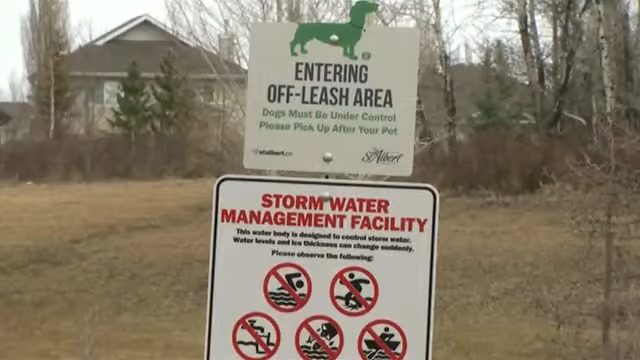 ENTERING
OFF-LEASH AREA
Dogs Must Be Under Control
Please Pick Up After Your Pet
stalbert.ca
St. Albert
STORM WATER
MANAGEMENT FACILITY
This water body is designed to control storm water.
Water levels and ice thickness can change suddenly.
Please observe the following: